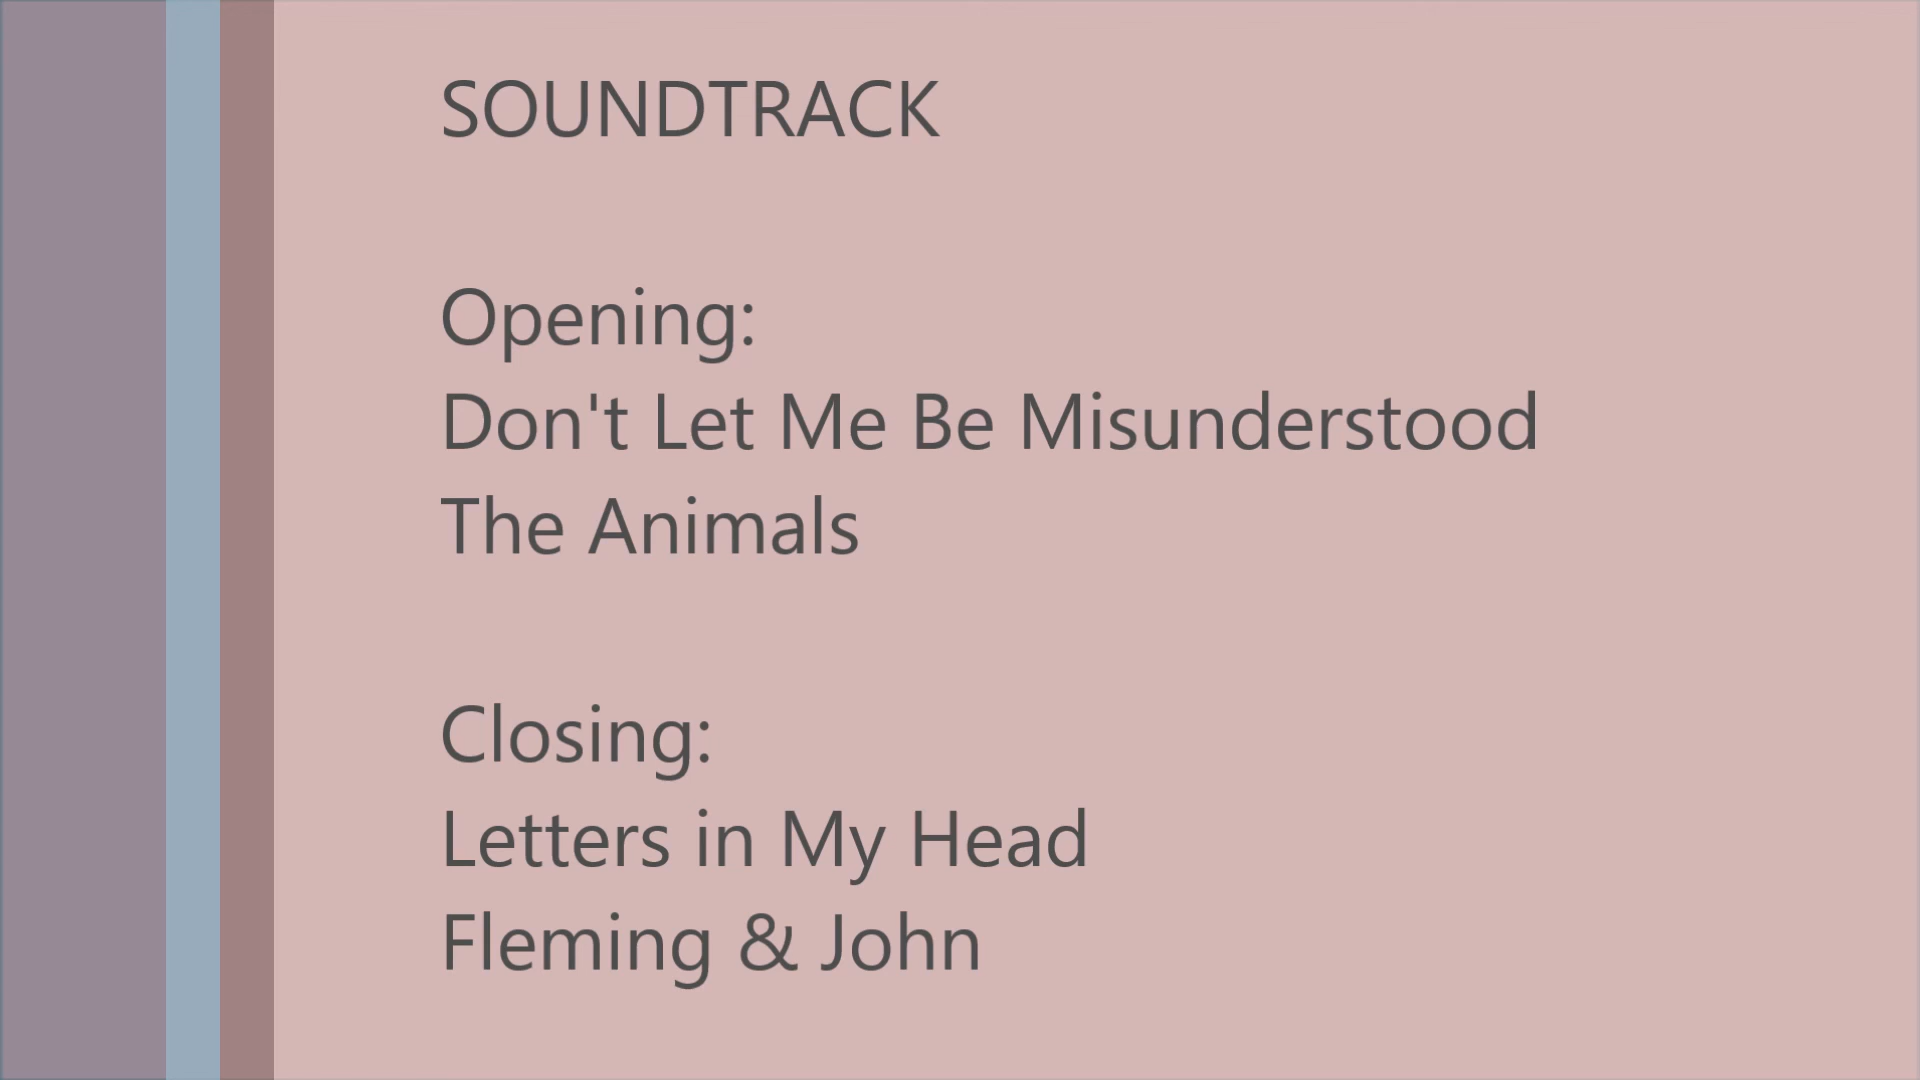 SOUNDTRACK
Opening:
Don't Let Me Be Misunderstood
The Animals
Closing:
Letters in My Head
Fleming & John